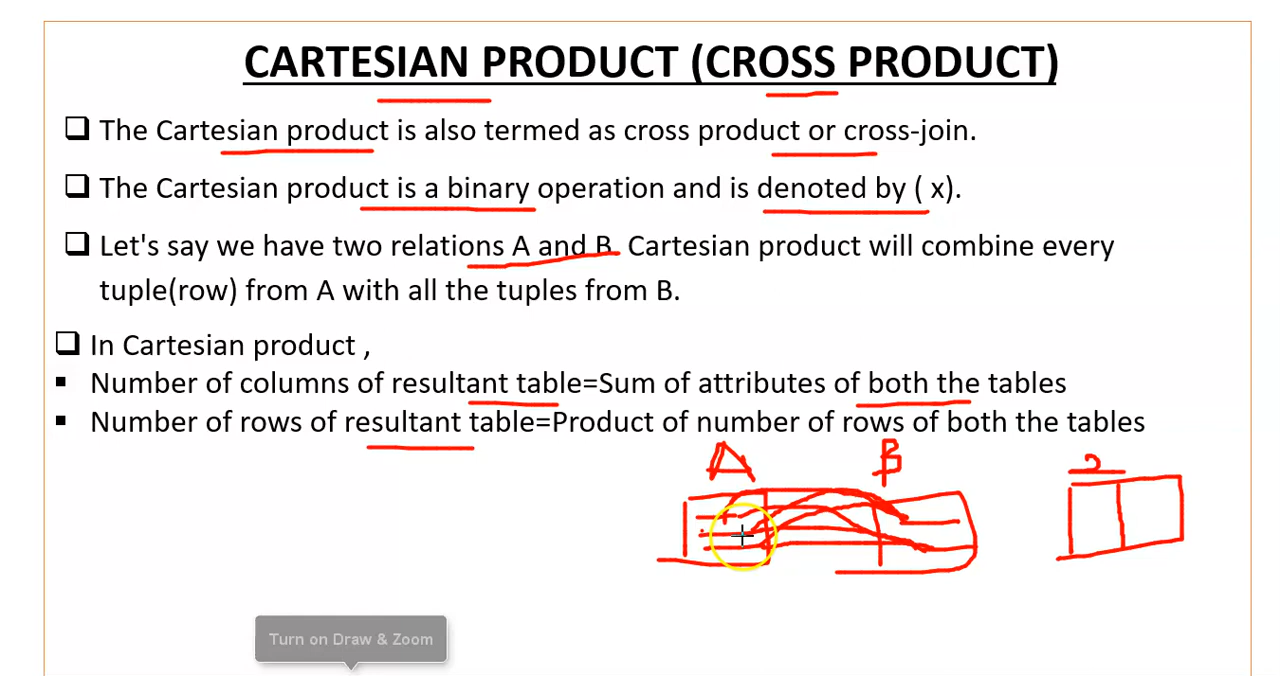 CARTESIAN PRODUCT (CROSS PRODUCT)
The Cartesian product is also termed as cross product or cross-join.
The Cartesian product is a binary operation and is denoted by ( x).
Let's say we have two relations A and B. Cartesian product will combine every
tuple(row) from A with all the tuples from B.
In Cartesian product ,
Number of columns of resultant table=Sum of attributes of both the tables
Number of rows of resultant table=Product of number of rows of both the tables
A B
Turn on Draw & Zoom